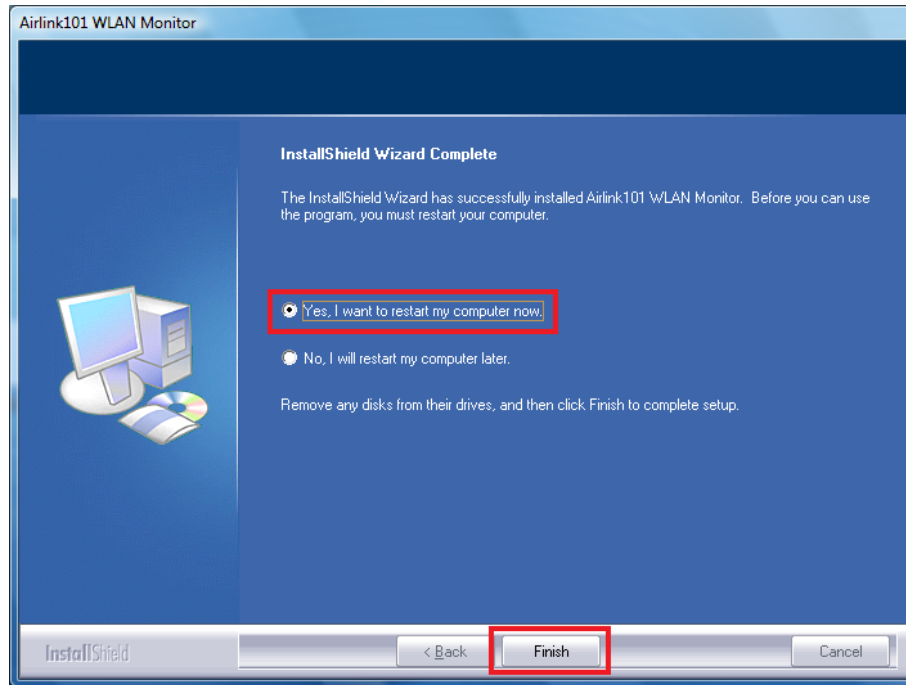 Airlink101 WLAN Monitor
InstallShield Wizard Complete
The InstallShield Wizard has successfully installed Airlink101 WLAN Monitor. Before you can use
the program, you must restart your computer.
Yes, I want to restart my computer now.
No, I will restart my computer later.
Remove any disks from their drives, and then click Finish to complete setup.
InstallShield
< Back
Finish
Cancel